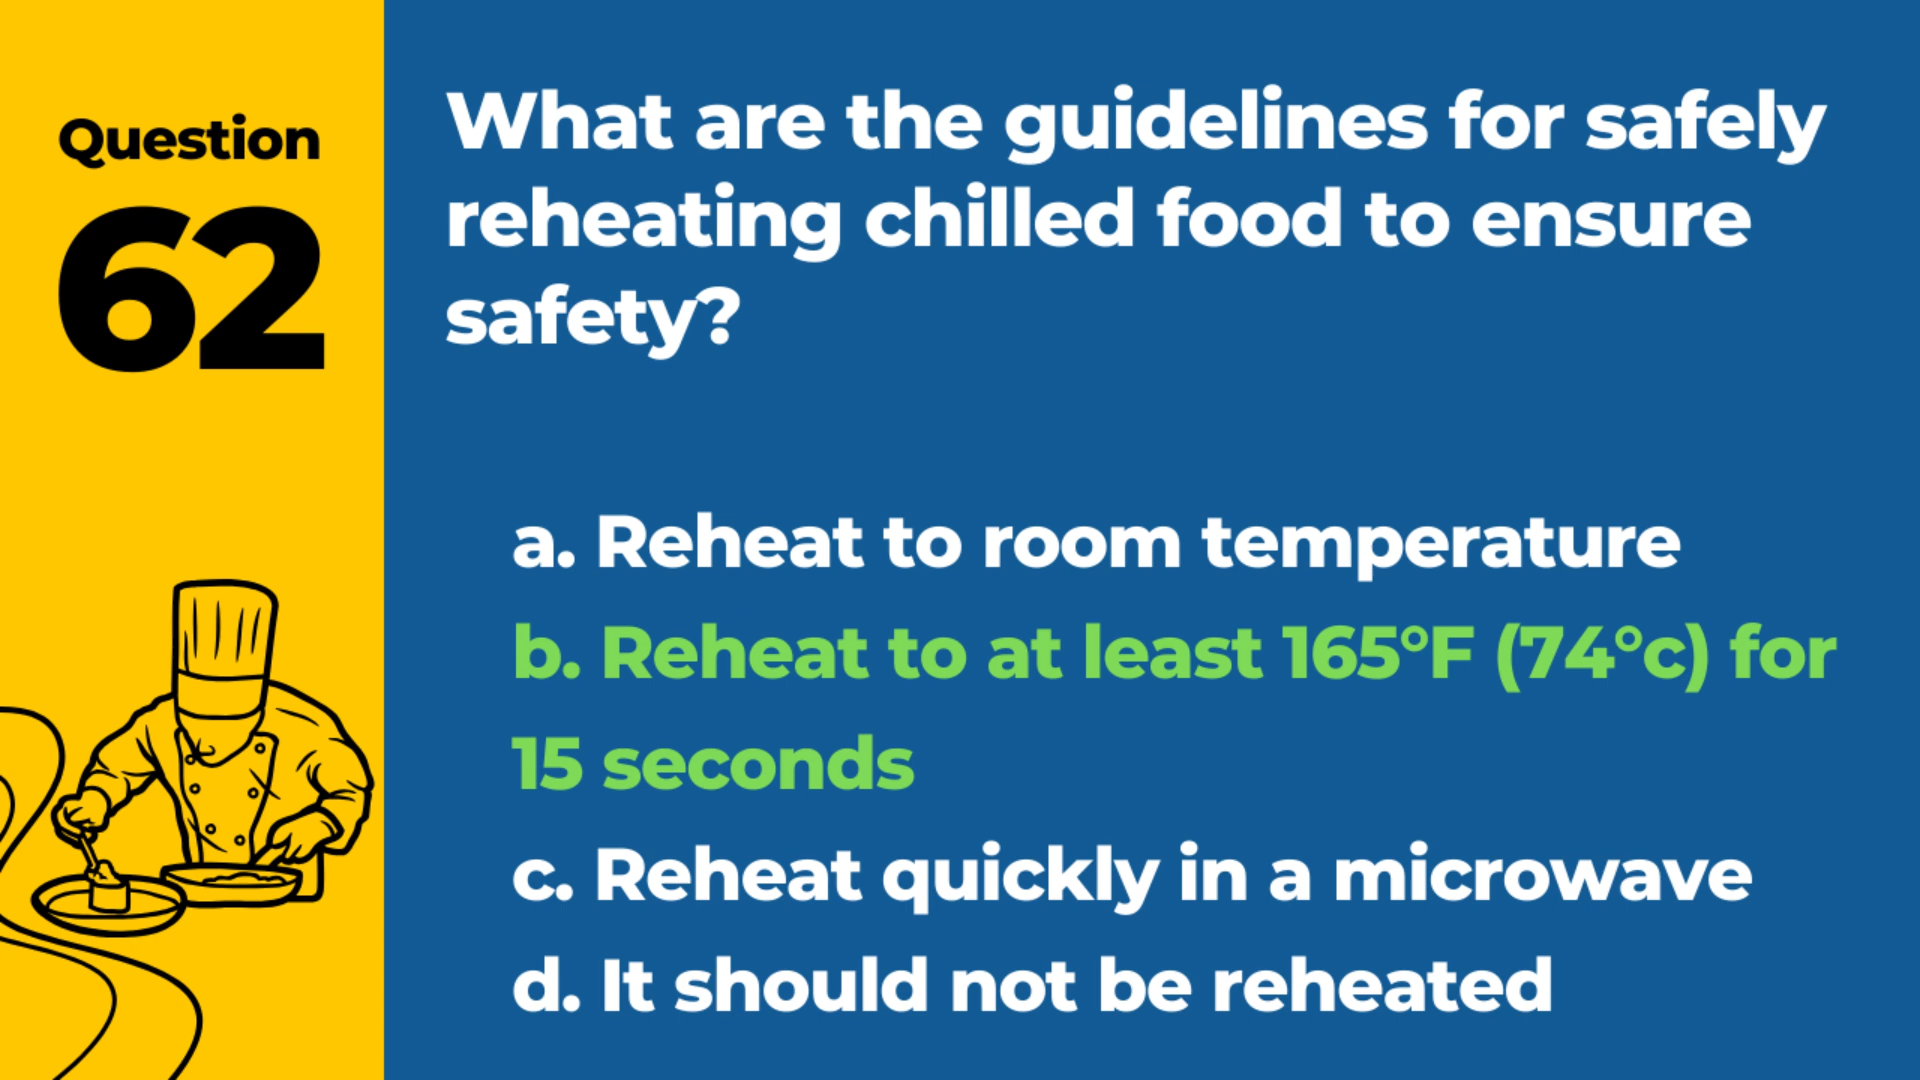 Question
62
What are the guidelines for safely
reheating chilled food to ensure
safety?
a. Reheat to room temperature
b. Reheat to at least 165°F (74°c) for
15 seconds
c. Reheat quickly in a microwave
d. It should not be reheated